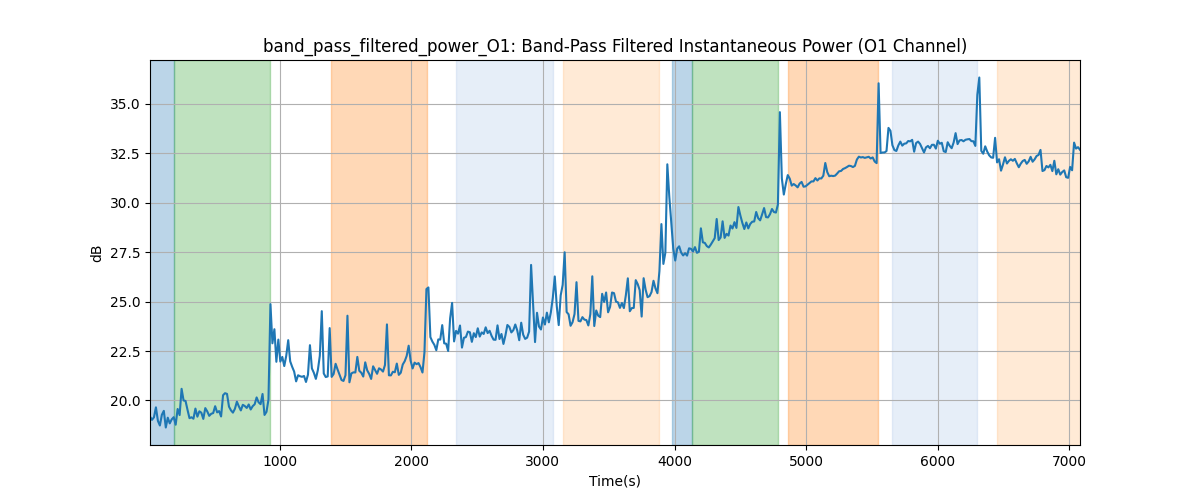 band_pass_filtered_power_O1: Band-Pass Filtered Instantaneous Power (O1 Channel)
35.0
32.5
30.0
27.5
25.0
22.5
20.0
dB
1000 2000 3000 4000 5000 6000 7000
Time(s)